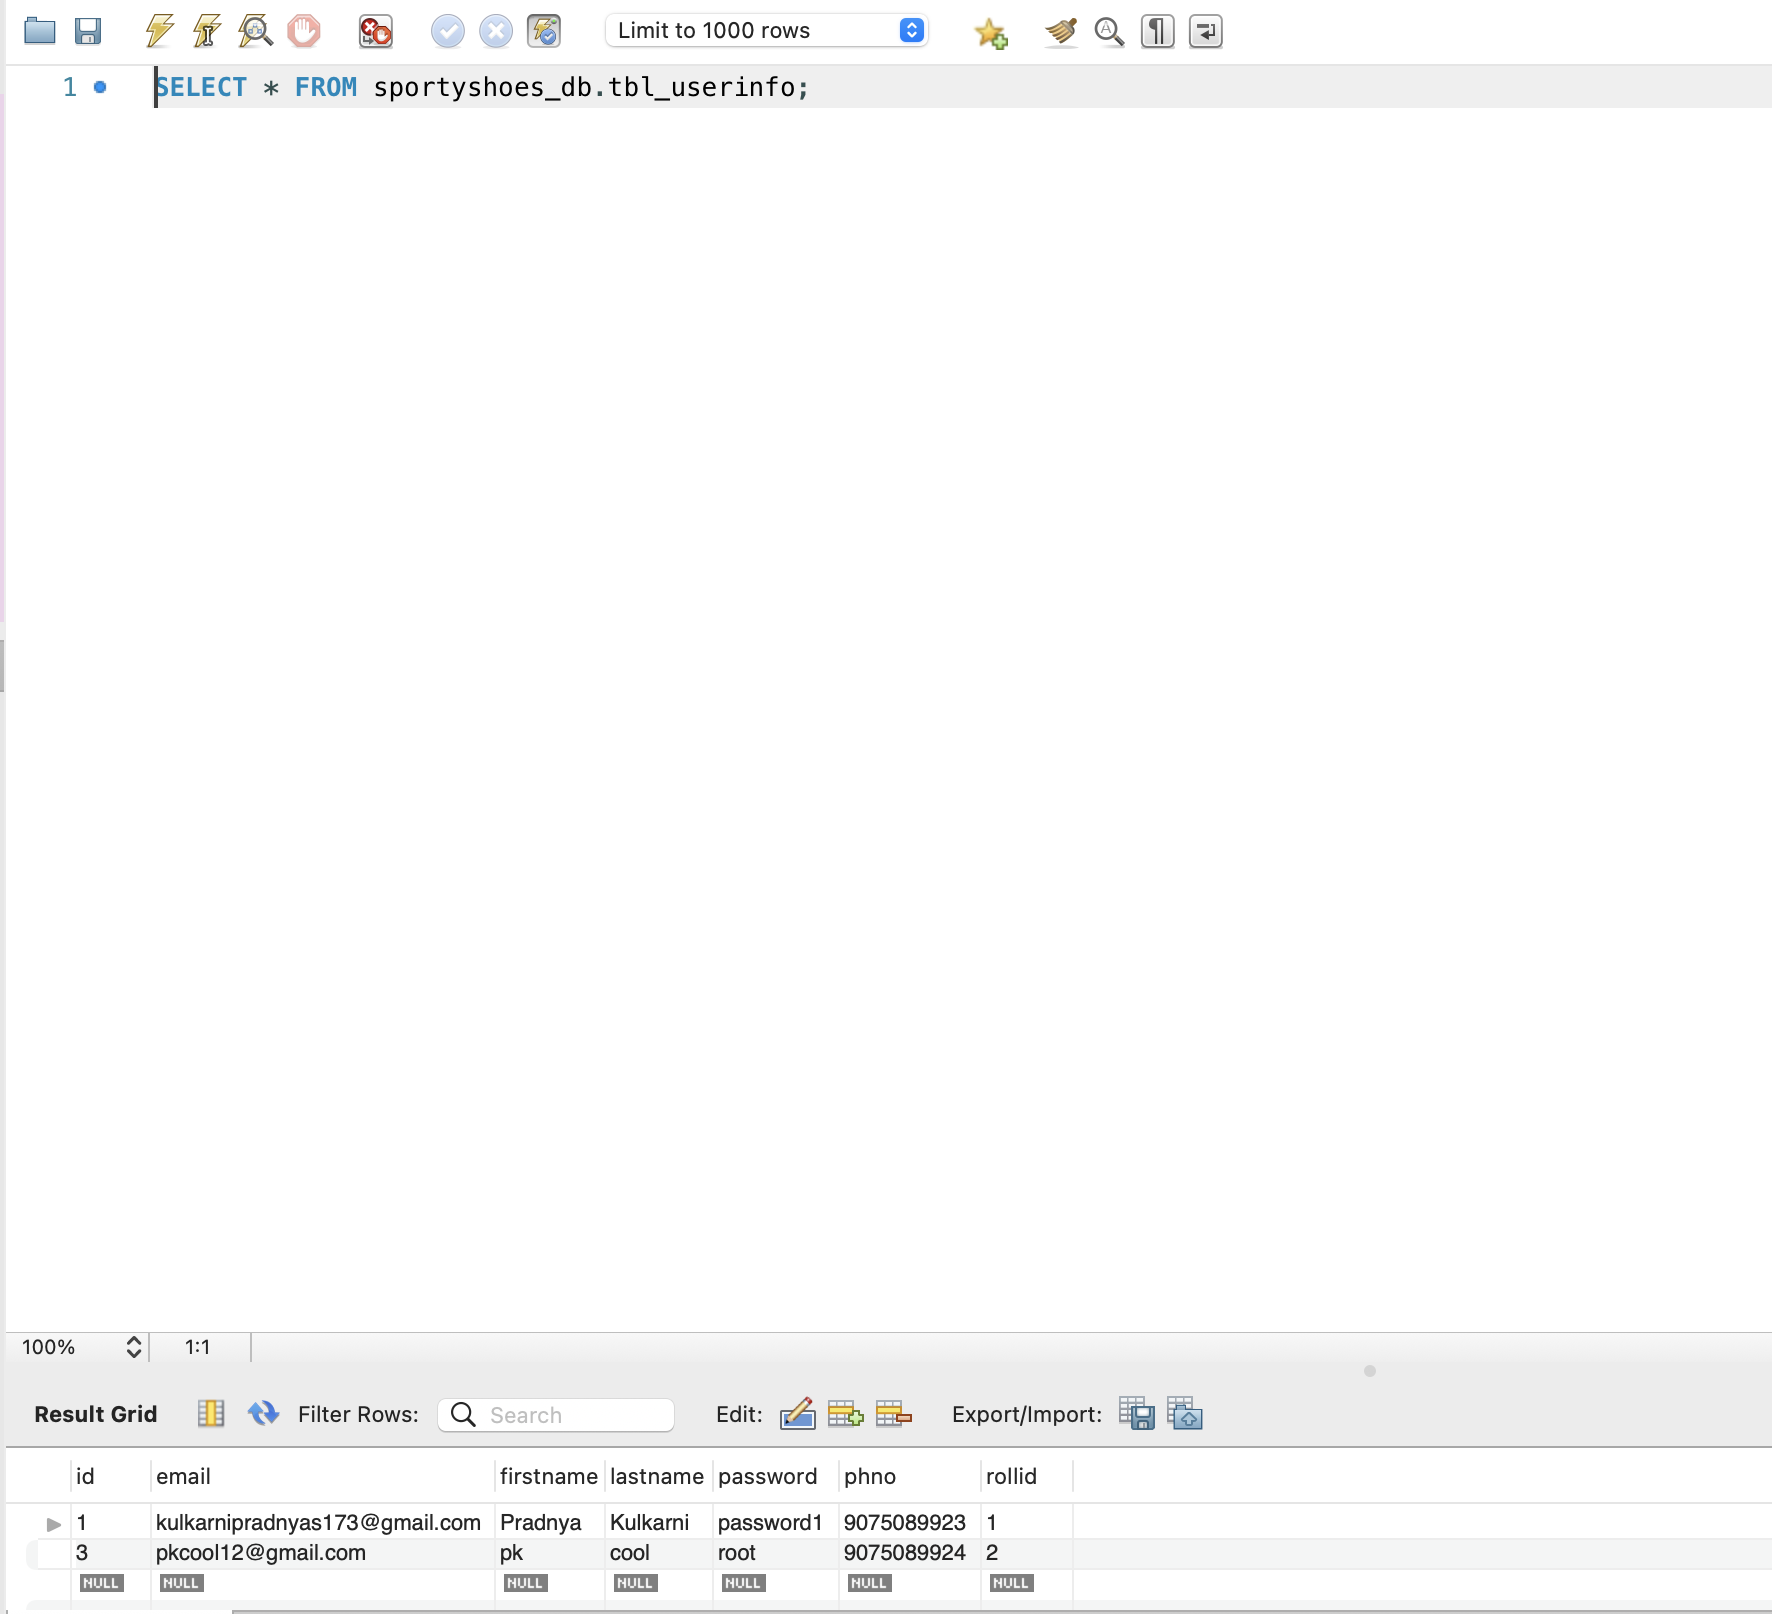 Limit to 1000 rows
1 SELECT * FROM sportyshoes_db.tbl_userinfo;
100% 1:1
Result Grid Filter Rows: Search Edit: Export/Import:
id email firstname lastname password phno rollid
1 kulkarnipradnyas173@gmail.com Pradnya Kulkarni password1 9075089923 1
3 pkcool12@gmail.com pk cool root 9075089924 2
NULL NULL NULL NULL NULL NULL NULL